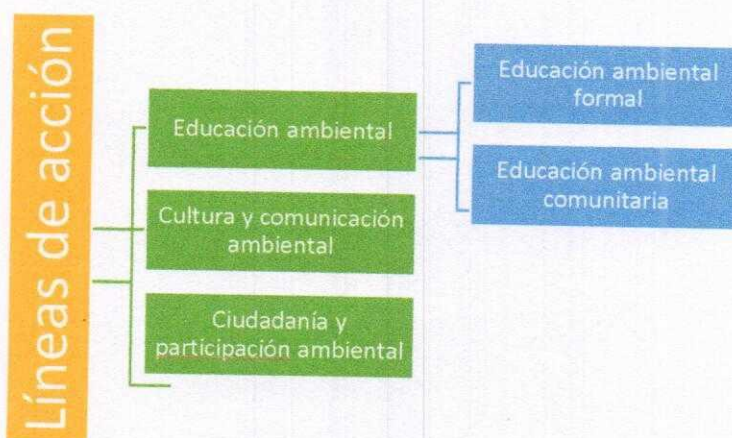 Líneas de acción
Educación ambiental
Cultura y comunicación
ambiental
Ciudadanía y
participación ambiental
Educación ambiental
formal
Educación ambiental
comunitaria